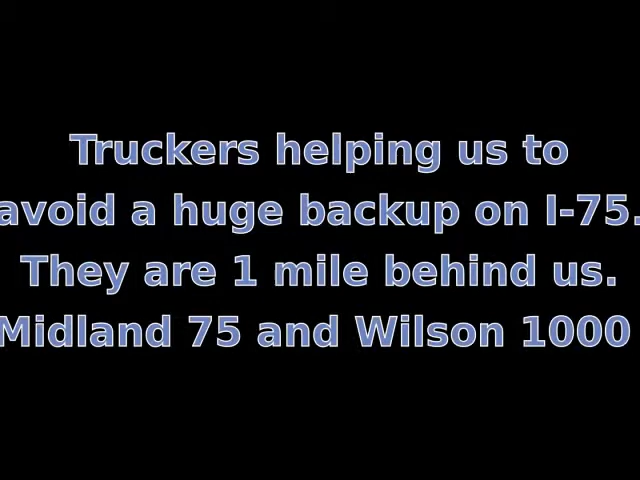 Truckers helping us to
avoid a huge backup on I-75.
They are 1 mile behind us.
Midland 75 and Wilson 1000